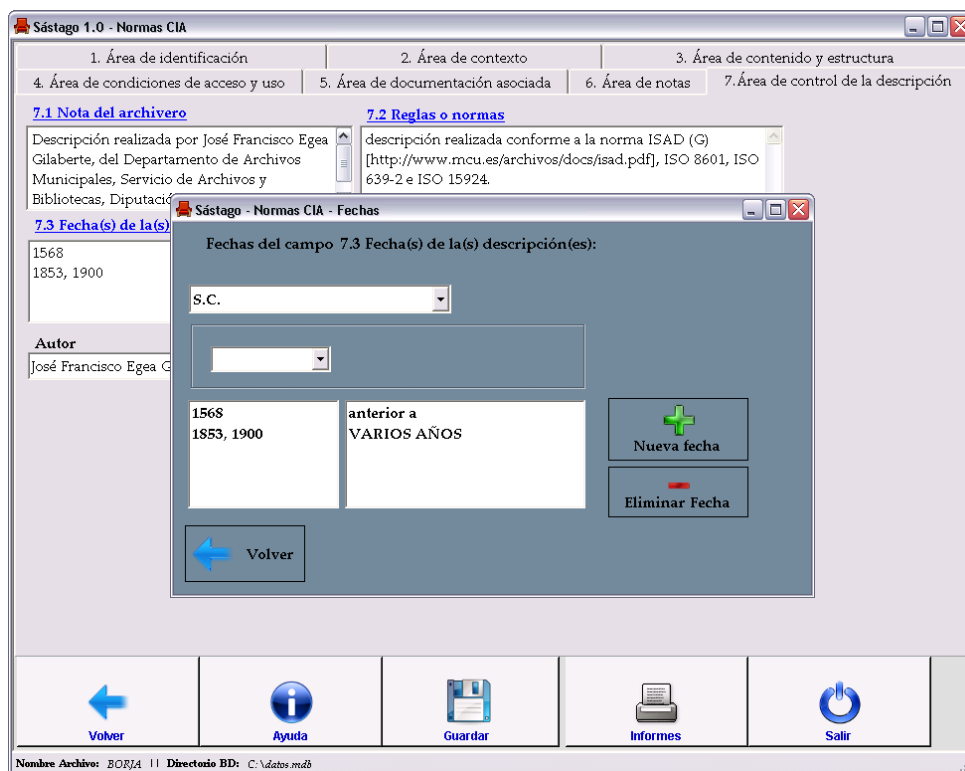 Sástago 1.0 - Normas CIA
1. Área de identificación
2. Área de contexto
3. Área de contenido y estructura
4. Área de condiciones de acceso y uso
5. Área de documentación asociada
6. Área de notas
7.Área de control de la descripción
7.1 Nota del archivero
Descripción realizada por José Francisco Egea
Gilaberte, del Departamento de Archivos
Municipales, Servicio de Archivos y
Bibliotecas, Diputació
7.2 Reglas o normas
descripción realizada conforme a la norma ISAD (G)
[http://www.mcu.es/archivos/docs/isad.pdf], ISO 8601, ISO
639-2 e ISO 15924.
7.3 Fecha(s) de la(s)
1568
1853, 1900
Autor
José Francisco Egea G
Sástago - Normas CIA - Fechas
Fechas del campo 7.3 Fecha(s) de la(s) descripción(es):
S.C.
1568
1853, 1900
anterior a
VARIOS AÑOS
Nueva fecha
Eliminar Fecha
Volver
Volver
Ayuda
Guardar
Informes
Salir
Nombre Archivo: BORJA || Directorio BD: C:\datos.mdb